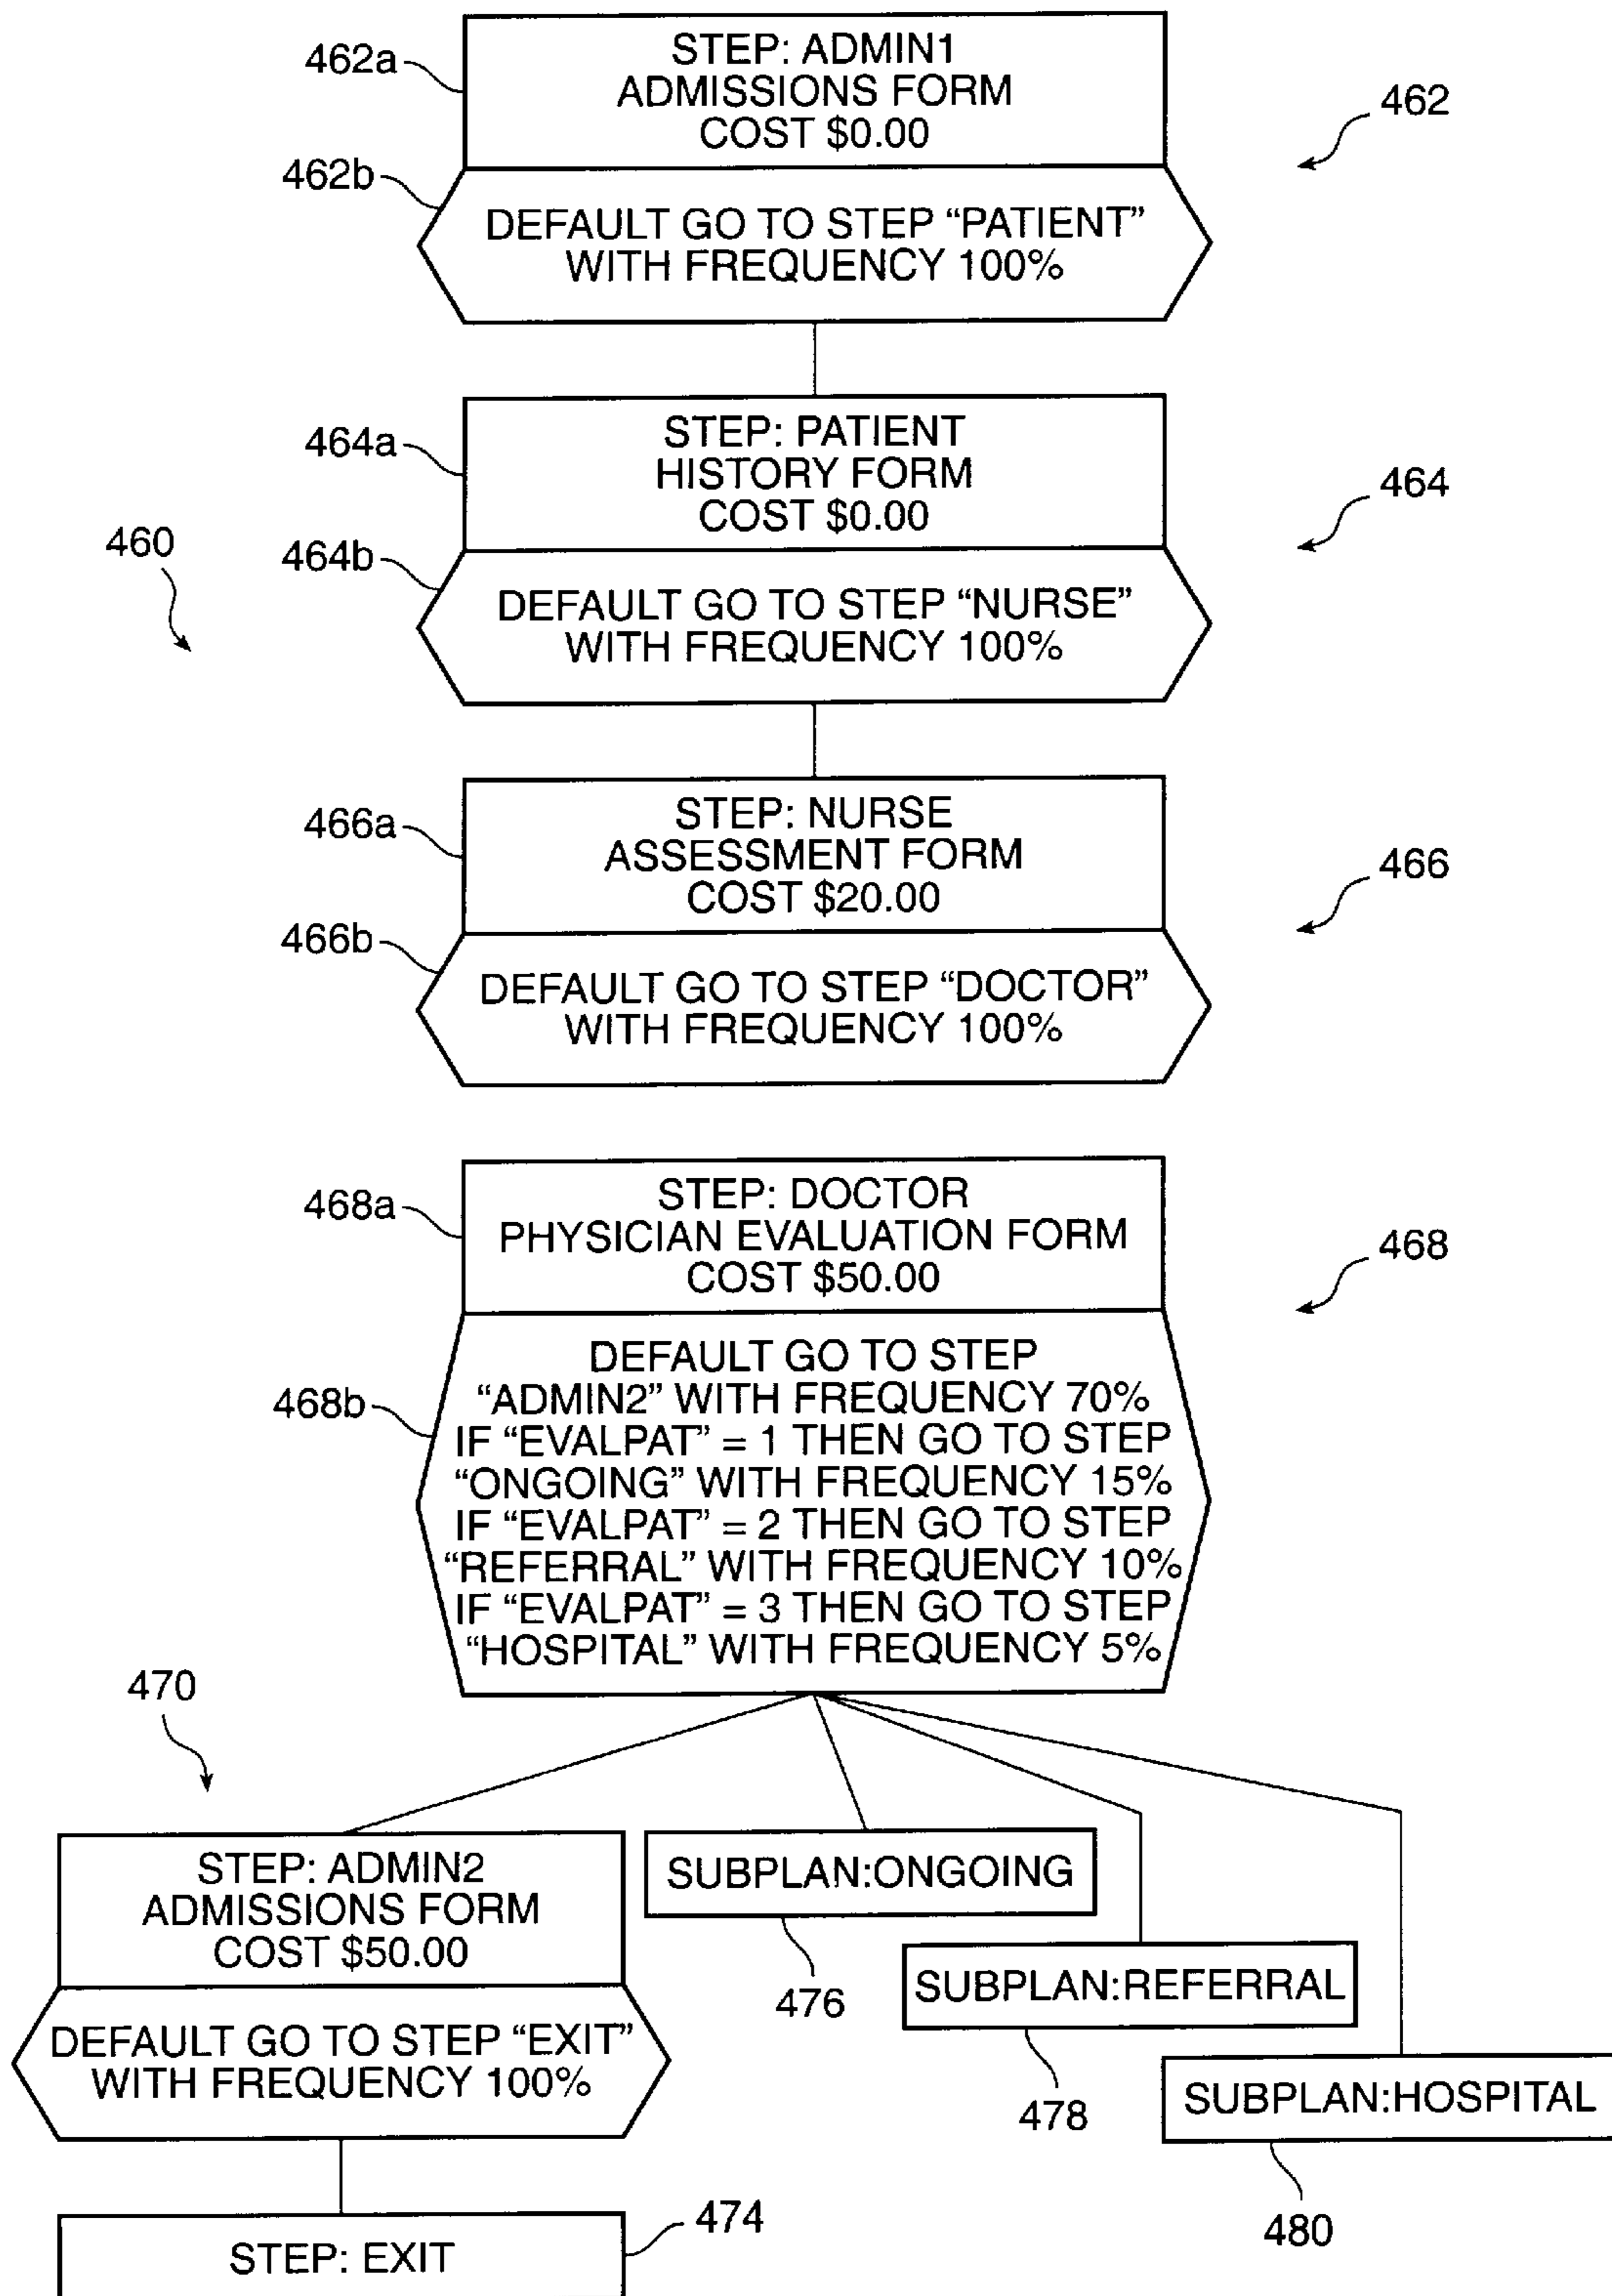 462a
STEP: ADMIN1
ADMISSIONS FORM
COST $0.00
462
462b
DEFAULT GO TO STEP “PATIENT”
WITH FREQUENCY 100%
464a
STEP: PATIENT
HISTORY FORM
COST $0.00
464
460
464b
DEFAULT GO TO STEP “NURSE”
WITH FREQUENCY 100%
466a
STEP: NURSE
ASSESSMENT FORM
COST $20.00
466
466b
DEFAULT GO TO STEP “DOCTOR”
WITH FREQUENCY 100%
468a
STEP: DOCTOR
PHYSICIAN EVALUATION FORM
COST $50.00
468
468b
DEFAULT GO TO STEP
“ADMIN2” WITH FREQUENCY 70%
IF “EVALPAT” = 1 THEN GO TO STEP
“ONGOING” WITH FREQUENCY 15%
IF “EVALPAT” = 2 THEN GO TO STEP
“REFERRAL” WITH FREQUENCY 10%
IF “EVALPAT” = 3 THEN GO TO STEP
“HOSPITAL” WITH FREQUENCY 5%
470
STEP: ADMIN2
ADMISSIONS FORM
COST $50.00
DEFAULT GO TO STEP “EXIT”
WITH FREQUENCY 100%
SUBPLAN:ONGOING
476
SUBPLAN:REFERRAL
478
SUBPLAN:HOSPITAL
480
474
STEP: EXIT